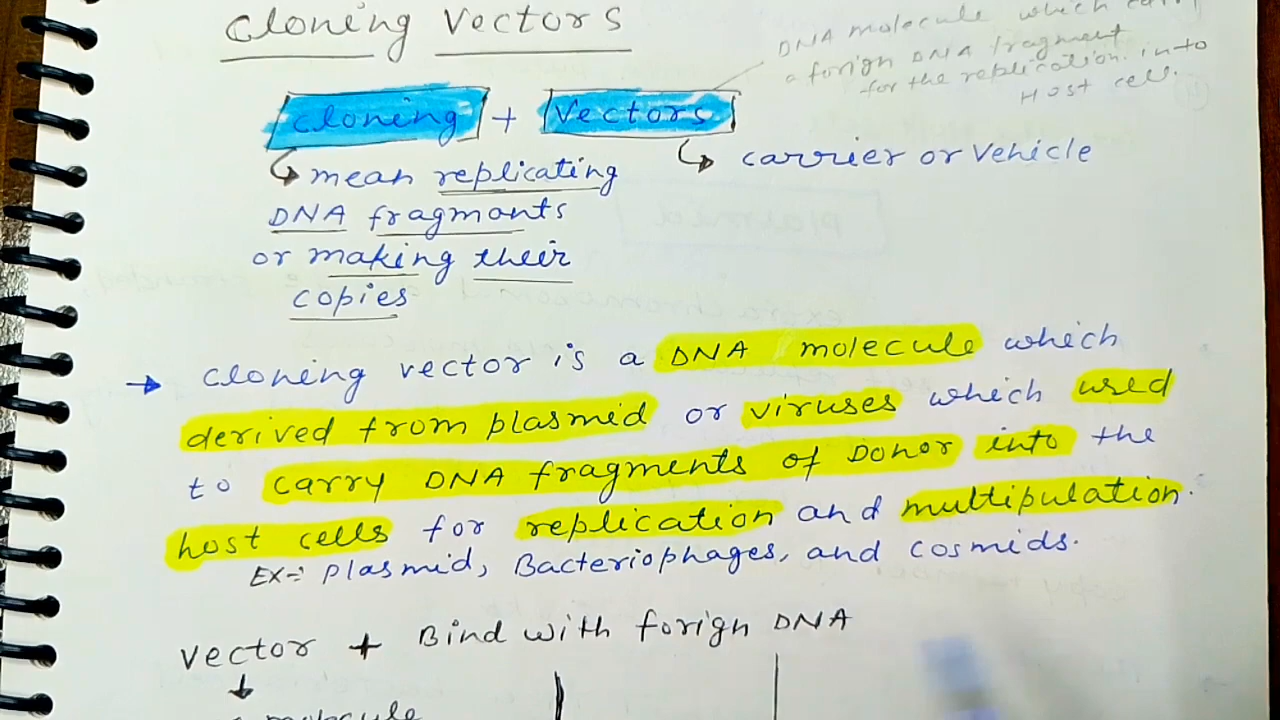 Cloning Vectors
DNA molecule which carry
a forign DNA fragment
for the replication into
Host cell.
Cloning + Vectors
mean replicating
DNA fragmants
or making their
copies
carrier or Vehicle
→ Cloning vector is a DNA molecule which
derived from plasmid or viruses which used
to carry DNA fragments of Donor into the
host cells for replication and multipulation.
EX-: Plasmid, Bacteriophages, and cosmids.
Vector + Bind with forign DNA
molecule